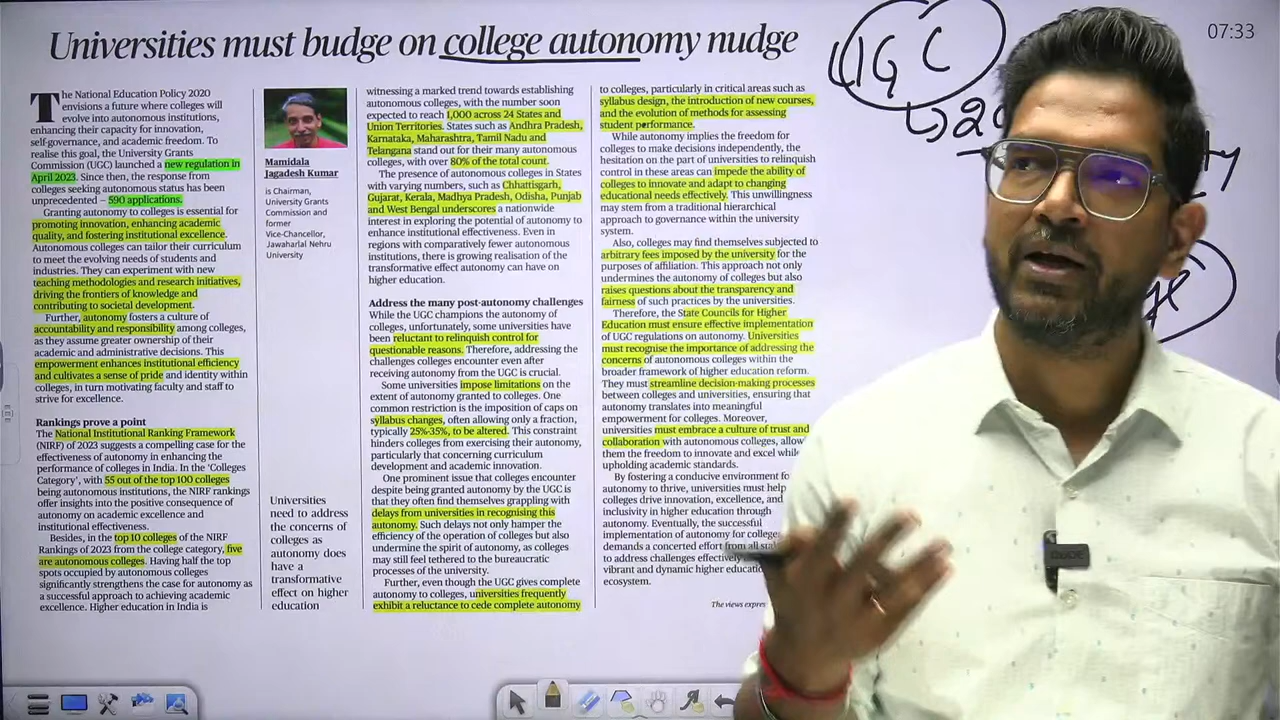 Universities must budge on college autonomy nudge
UGC
07:33
The National Education Policy 2020
envisions a future where colleges will
evolve into autonomous institutions,
enhancing their capacity for innovation,
self-governance, and academic freedom. To
realise this goal, the University Grants
Commission (UGC) launched a new regulation in
April 2023. Since then, the response from
colleges seeking autonomous status has been
unprecedented – 590 applications.
Granting autonomy to colleges is essential for
promoting innovation, enhancing academic
quality, and fostering institutional excellence.
Autonomous colleges can tailor their curriculum
to meet the evolving needs of students and
industries. They can experiment with new
teaching methodologies and research initiatives,
driving the frontiers of knowledge and
contributing to societal development.
Further, autonomy fosters a culture of
accountability and responsibility among colleges,
as they assume greater ownership of their
academic and administrative decisions. This
empowerment enhances institutional efficiency
and cultivates a sense of pride and identity within
colleges, in turn motivating faculty and staff to
strive for excellence.
Rankings prove a point
The National Institutional Ranking Framework
(NIRF) of 2023 suggests a compelling case for the
effectiveness of autonomy in enhancing the
performance of colleges in India. In the ‘Colleges
Category’, with 55 out of the top 100 colleges
being autonomous institutions, the NIRF rankings
offer insights into the positive consequence of
autonomy on academic excellence and
institutional effectiveness.
Besides, in the top 10 colleges of the NIRF
Rankings of 2023 from the college category, five
are autonomous colleges. Having half the top
spots occupied by autonomous colleges
significantly strengthens the case for autonomy as
a successful approach to achieving academic
excellence. Higher education in India is
Mamidala
Jagadesh Kumar
is Chairman,
University Grants
Commission and
former
Vice-Chancellor,
Jawaharlal Nehru
University
Universities
need to address
the concerns of
colleges as
autonomy does
have a
transformative
effect on higher
education
witnessing a marked trend towards establishing
autonomous colleges, with the number soon
expected to reach 1,000 across 24 States and
Union Territories. States such as Andhra Pradesh,
Karnataka, Maharashtra, Tamil Nadu and
Telangana stand out for their many autonomous
colleges, with over 80% of the total count.
The presence of autonomous colleges in States
with varying numbers, such as Chhattisgarh,
Gujarat, Kerala, Madhya Pradesh, Odisha, Punjab
and West Bengal underscores a nationwide
interest in exploring the potential of autonomy to
enhance institutional effectiveness. Even in
regions with comparatively fewer autonomous
institutions, there is growing realisation of the
transformative effect autonomy can have on
higher education.
Address the many post-autonomy challenges
While the UGC champions the autonomy of
colleges, unfortunately, some universities have
been reluctant to relinquish control for
questionable reasons. Therefore, addressing the
challenges colleges encounter even after
receiving autonomy from the UGC is crucial.
Some universities impose limitations on the
extent of autonomy granted to colleges. One
common restriction is the imposition of caps on
syllabus changes, often allowing only a fraction,
typically 25%-35%, to be altered. This constraint
hinders colleges from exercising their autonomy,
particularly that concerning curriculum
development and academic innovation.
One prominent issue that colleges encounter
despite being granted autonomy by the UGC is
that they often find themselves grappling with
delays from universities in recognising this
autonomy. Such delays not only hamper the
efficiency of the operation of colleges but also
undermine the spirit of autonomy, as colleges
may still feel tethered to the bureaucratic
processes of the university.
Further, even though the UGC gives complete
autonomy to colleges, universities frequently
exhibit a reluctance to cede complete autonomy
to colleges, particularly in critical areas such as
syllabus design, the introduction of new courses,
and the evolution of methods for assessing
student performance.
While autonomy implies the freedom for
colleges to make decisions independently, the
hesitation on the part of universities to relinquish
control in these areas can impede the ability of
colleges to innovate and adapt to changing
educational needs effectively. This unwillingness
may stem from a traditional hierarchical
approach to governance within the university
system.
Also, colleges may find themselves subjected to
arbitrary fees imposed by the university for the
purposes of affiliation. This approach not only
undermines the autonomy of colleges but also
raises questions about the transparency and
fairness of such practices by the universities.
Therefore, the State Councils for Higher
Education must ensure effective implementation
of UGC regulations on autonomy. Universities
must recognise the importance of addressing the
concerns of autonomous colleges within the
broader framework of higher education reform.
They must streamline decision-making processes
between colleges and universities, ensuring that
autonomy translates into meaningful
empowerment for colleges. Moreover,
universities must embrace a culture of trust and
collaboration with autonomous colleges, allow
them the freedom to innovate and excel while
upholding academic standards.
By fostering a conducive environment fo
autonomy to thrive, universities must help
colleges drive innovation, excellence, and
inclusivity in higher education through
autonomy. Eventually, the successful
implementation of autonomy for college
demands a concerted effort from all
to address challenges effectively
vibrant and dynamic higher
ecosystem.
The views